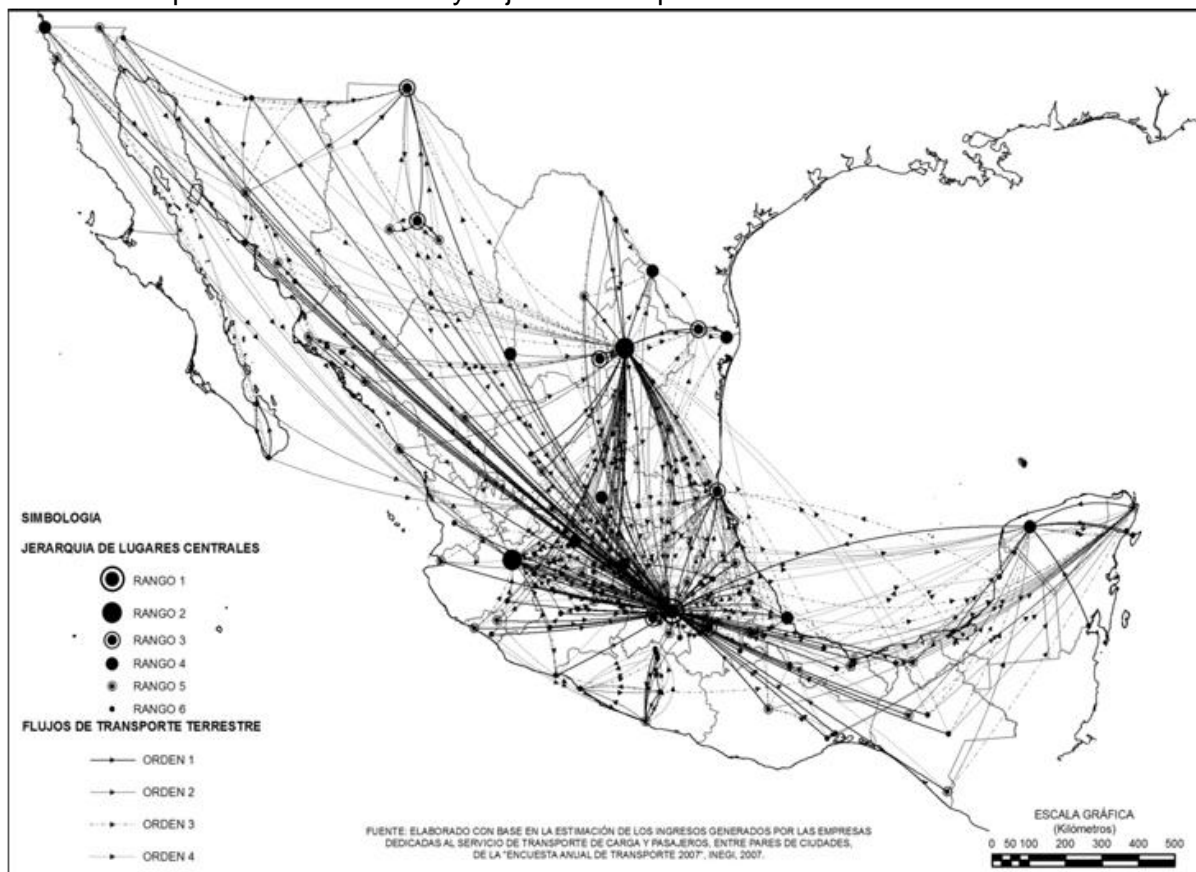 SIMBOLOGIA
JERARQUIA DE LUGARES CENTRALES
RANGO 1
RANGO 2
RANGO 3
RANGO 4
RANGO 5
RANGO 6
FLUJOS DE TRANSPORTE TERRESTRE
ORDEN 1
ORDEN 2
ORDEN 3
ORDEN 4
FUENTE: ELABORADO CON BASE EN LA ESTIMACIÓN DE LOS INGRESOS GENERADOS POR LAS EMPRESAS
DEDICADAS AL SERVICIO DE TRANSPORTE DE CARGA Y PASAJEROS, ENTRE PARES DE CIUDADES,
DE LA "ENCUESTA ANUAL DE TRANSPORTE 2007", INEGI, 2007.
ESCALA GRÁFICA
(Kilómetros)
0 50 100 200 300 400 500